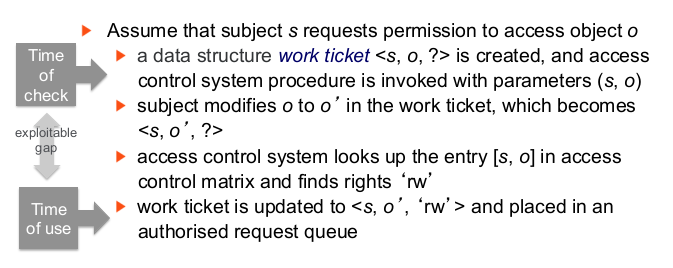 Assume that subject s requests permission to access object o
Time
of
check
a data structure work ticket <s, o, ?> is created, and access
control system procedure is invoked with parameters (s, o)
subject modifies o to o’ in the work ticket, which becomes
<s, o’, ?>
exploitable
gap
access control system looks up the entry [s, o] in access
control matrix and finds rights ‘rw’
Time
of use
work ticket is updated to <s, o’, ‘rw’> and placed in an
authorised request queue